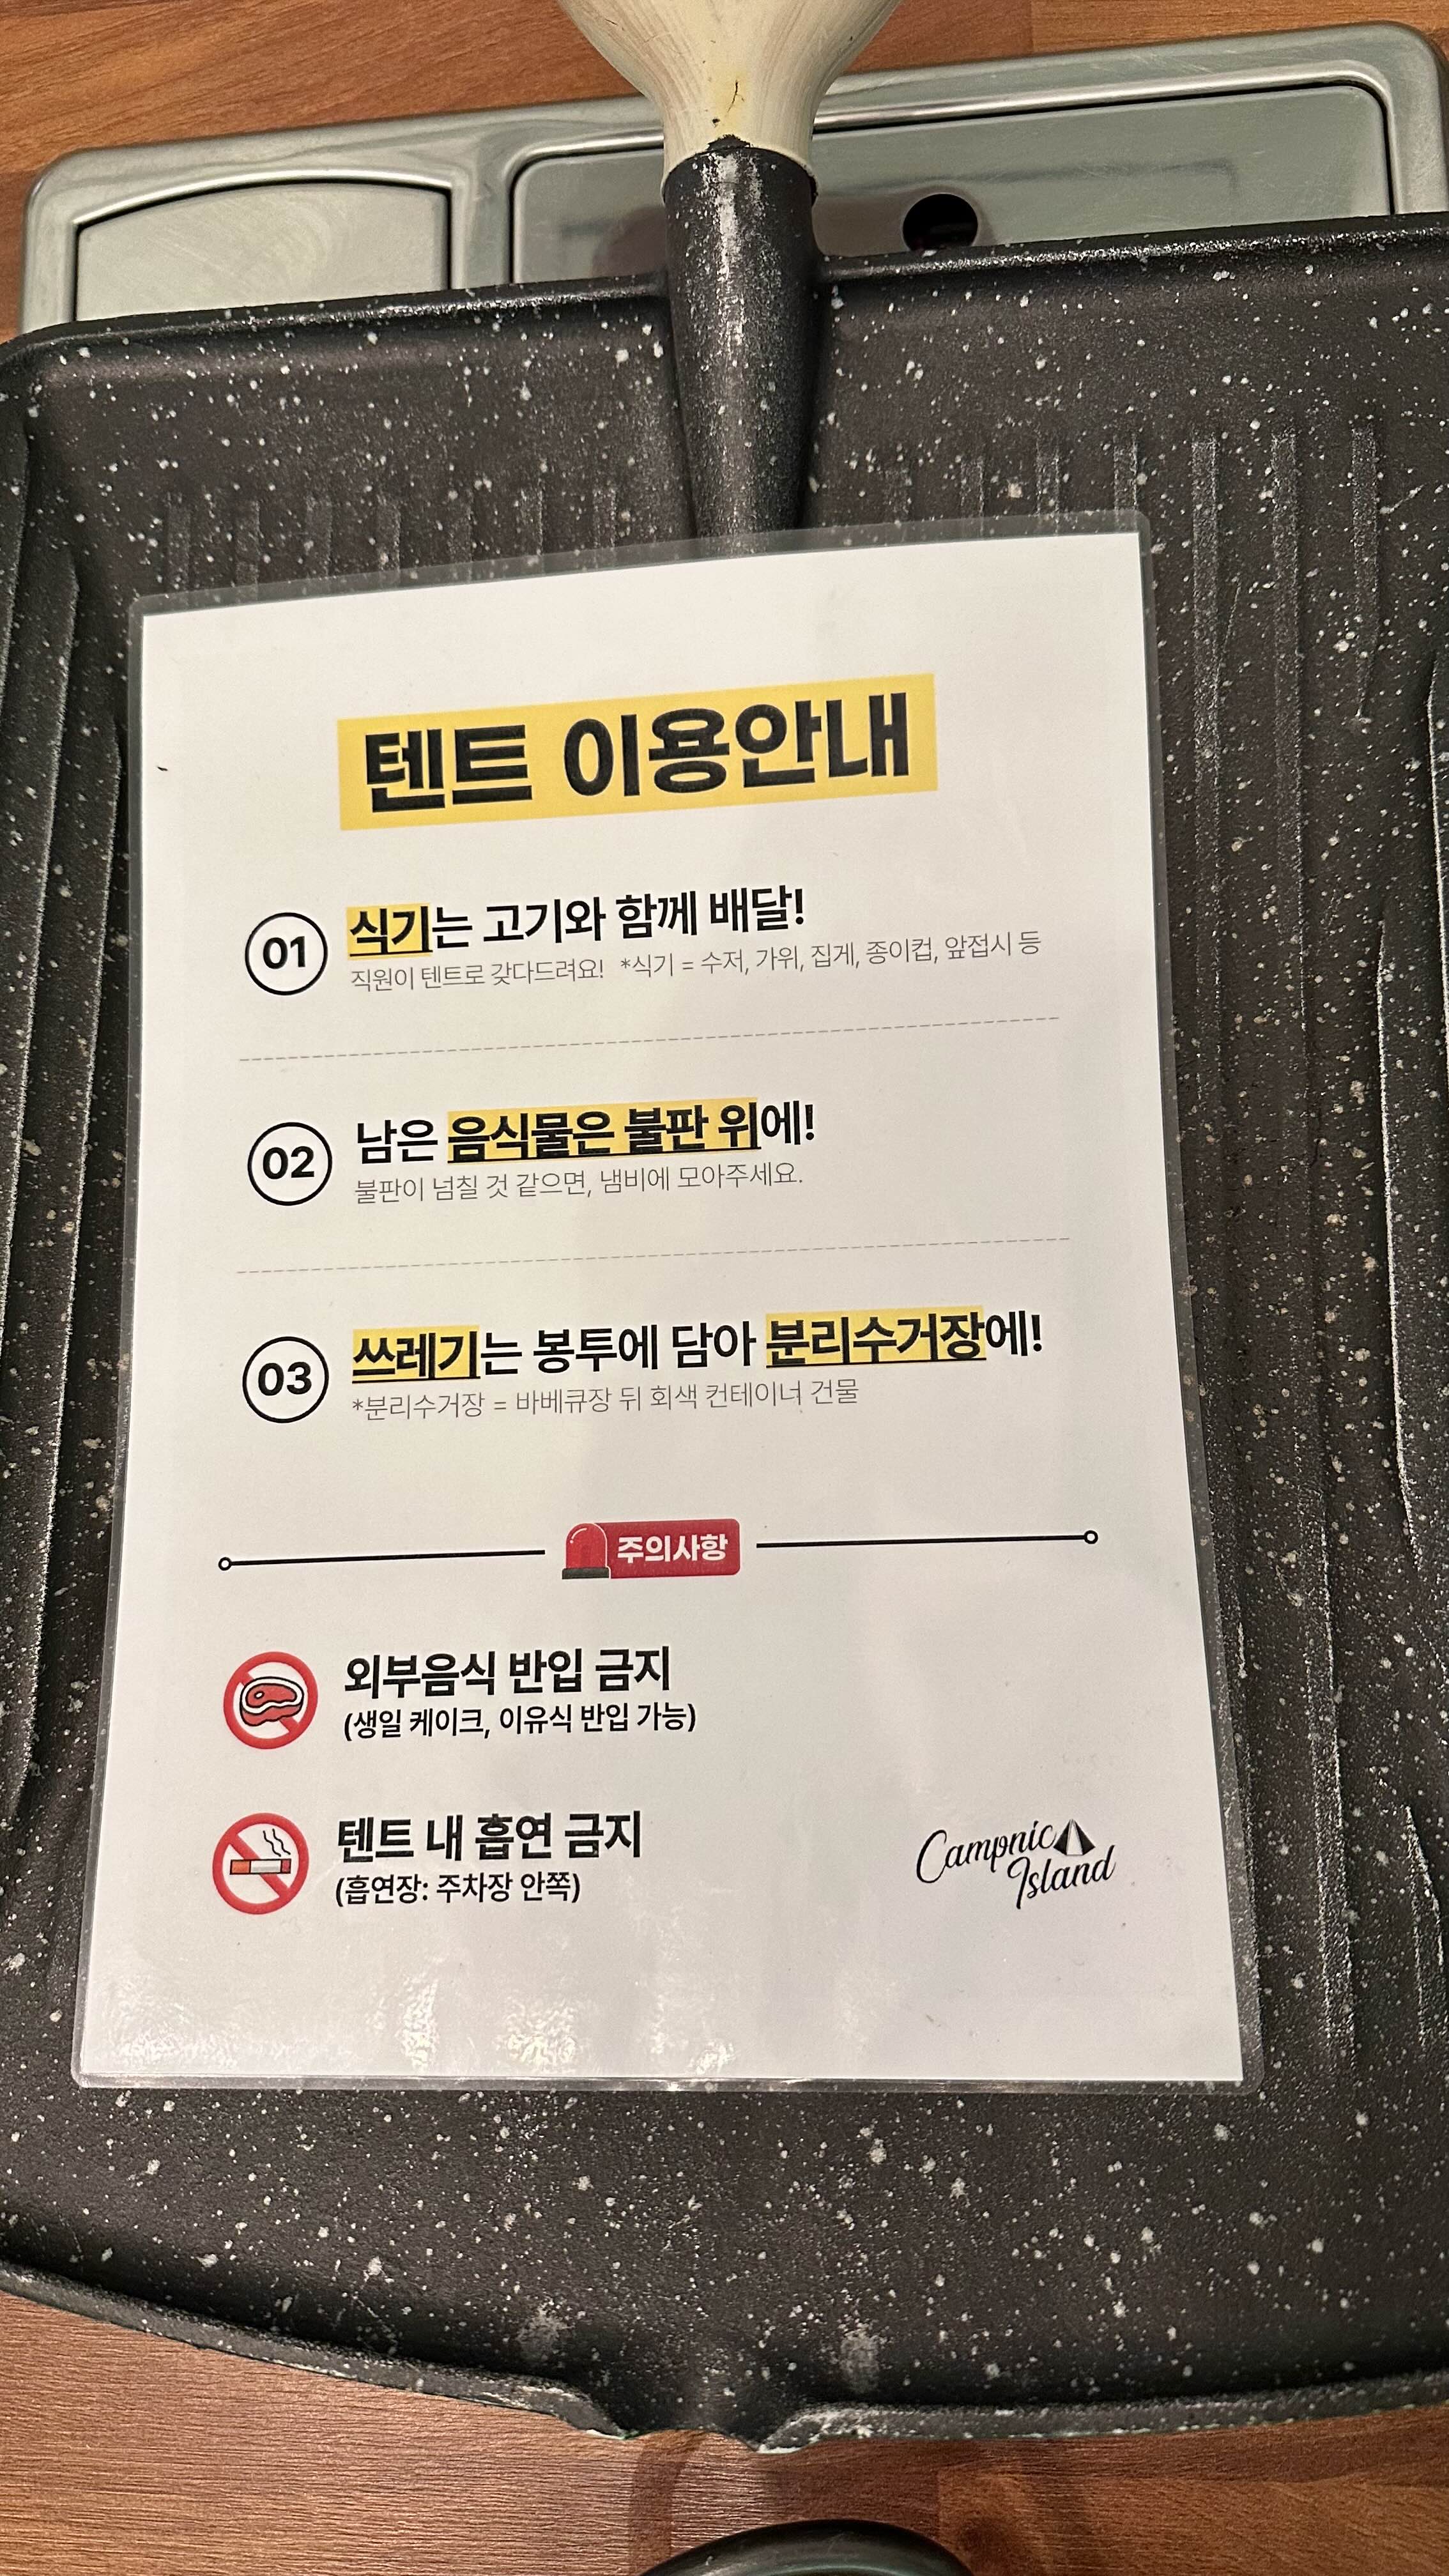 텐트 이용안내
01
식기는 고기와 함께 배달!
직원이 텐트로 갖다드려요! *식기 = 수저, 가위, 집게, 종이컵, 앞접시 등
02
남은 음식물은 불판 위에!
불판이 넘칠 것 같으면, 냄비에 모아주세요.
03
쓰레기는 봉투에 담아 분리수거장에!
*분리수거장 = 바베큐장 뒤 회색 컨테이너 건물
주의사항
외부음식 반입 금지
(생일 케이크, 이유식 반입 가능)
텐트 내 흡연 금지
(흡연장: 주차장 안쪽)
Campnic
Island